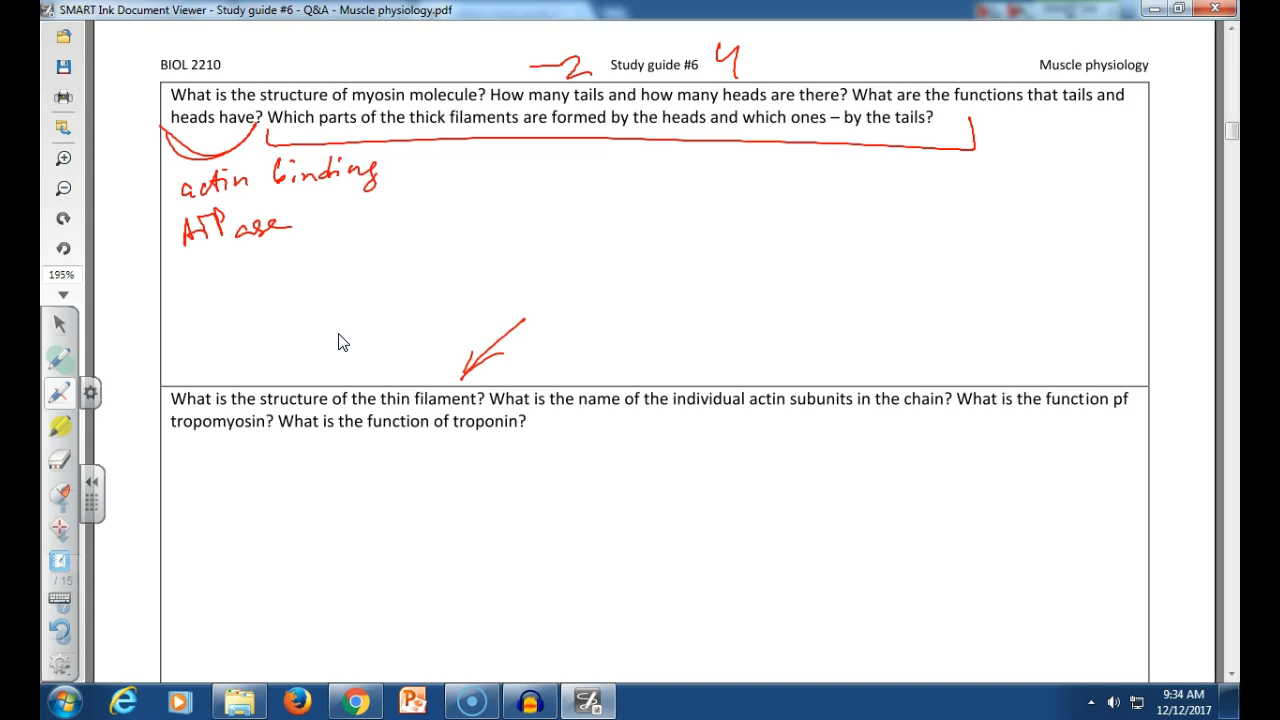 SMART Ink Document Viewer - Study guide #6 - Q&A - Muscle physiology.pdf
BIOL 2210 2 Study guide #6 4 Muscle physiology
What is the structure of myosin molecule? How many tails and how many heads are there? What are the functions that tails and
heads have? Which parts of the thick filaments are formed by the heads and which ones – by the tails?
actin binding
ATPase
195%
What is the structure of the thin filament? What is the name of the individual actin subunits in the chain? What is the function pf
tropomyosin? What is the function of troponin?
/ 15
9:34 AM
12/12/2017